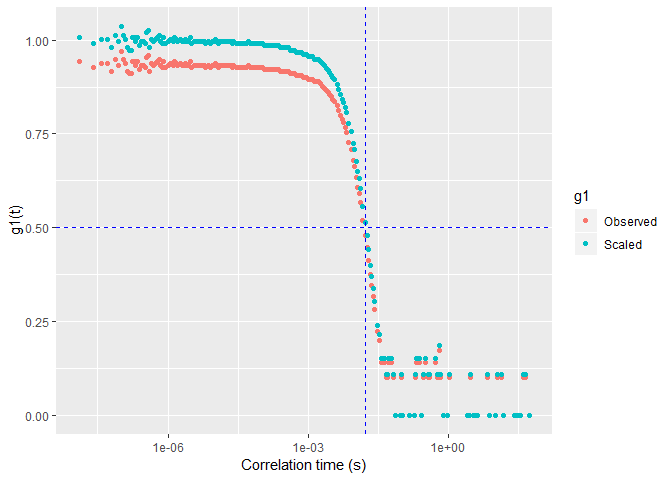 1.00
0.75
0.50
0.25
0.00
g1(t)
1e-06
1e-03
1e+00
Correlation time (s)
g1
Observed
Scaled